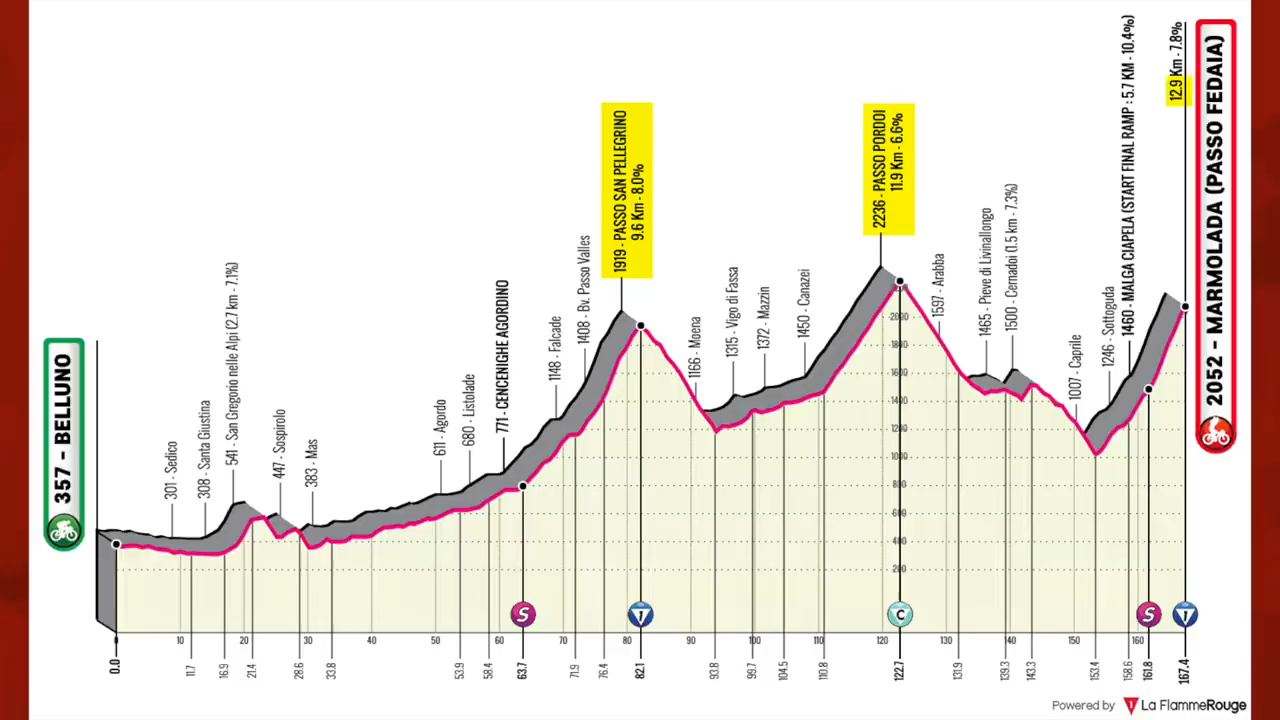 357 - BELLUNO
301 - Sedico
308 - Santa Giustina
541 - San Gregorio nelle Alpi (2.7 km - 7.1%)
447 - Sospirolo
383 - Mas
611 - Agordo
680 - Listolade
771 - CENCENIGHE AGORDINO
1148 - Falcade
1408 - Bv. Passo Valles
1919 - PASSO SAN PELLEGRINO
9.6 Km - 8.0%
1166 - Moena
1315 - Vigo di Fassa
1372 - Mazzin
1450 - Canazei
2236 - PASSO PORDOI
11.9 Km - 6.6%
1597 - Arabba
1465 - Pieve di Livinallongo
1500 - Cernadoi (1.5 km - 7.3%)
1007 - Caprile
1246 - Sottoguda
1460 - MALGA CIAPELA (START FINAL RAMP : 5.7 KM - 10.4%)
12.9 Km - 7.8%
2052 - MARMOLADA (PASSO FEDAIA)
2000
1800
1600
1400
1200
1000
800
600
400
200
S
1
C
S
1
0 10 20 30 40 50 60 70 80 90 100 110 120 130 140 150 160
0.0 11.7 16.9 21.4 28.6 33.8 53.9 58.4 63.7 71.9 76.4 82.1 93.8 99.7 104.5 110.8 122.7 131.9 139.3 143.3 153.4 158.6 161.8 167.4
Powered by La FlammeRouge